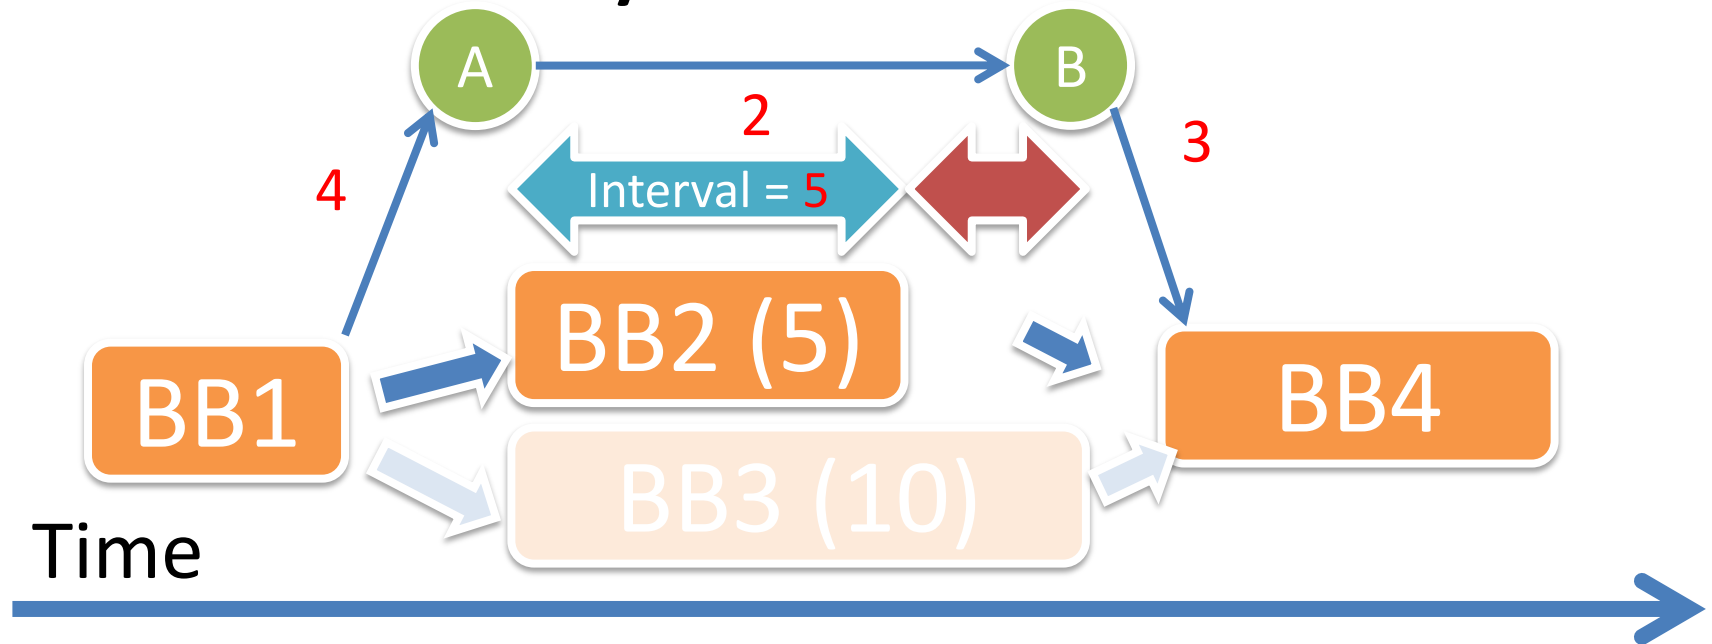 A
B
2
3
4
Interval = 5
BB2 (5)
BB1
BB4
BB3 (10)
Time